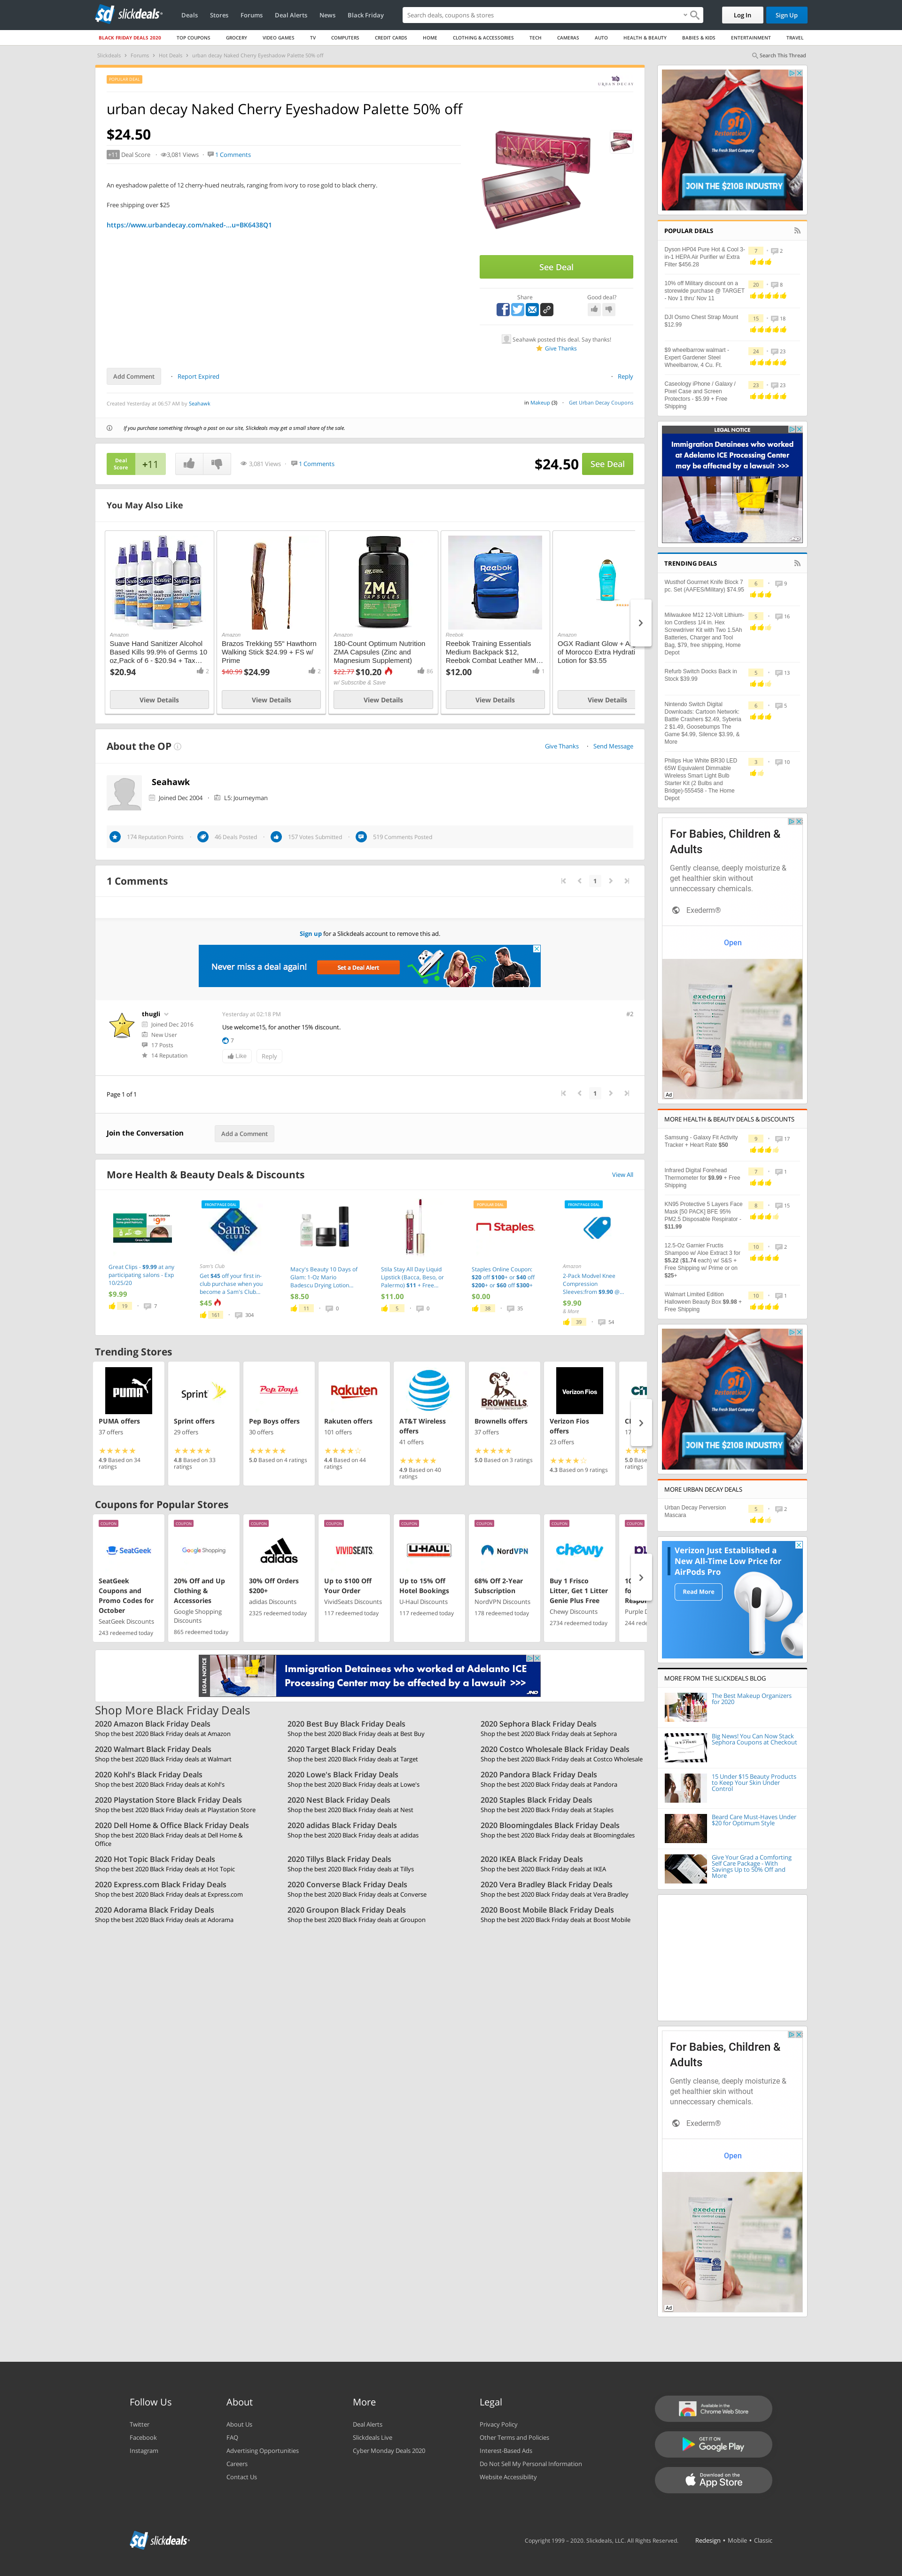 slickdeals
Deals
Stores
Forums
Deal Alerts
News
Black Friday
Search deals, coupons & stores
Log In
Sign Up
BLACK FRIDAY DEALS 2020
TOP COUPONS
GROCERY
VIDEO GAMES
TV
COMPUTERS
CREDIT CARDS
HOME
CLOTHING & ACCESSORIES
TECH
CAMERAS
AUTO
HEALTH & BEAUTY
BABIES & KIDS
ENTERTAINMENT
TRAVEL
Slickdeals > Forums > Hot Deals > urban decay Naked Cherry Eyeshadow Palette 50% off
Search This Thread
POPULAR DEAL
URBAN DECAY
urban decay Naked Cherry Eyeshadow Palette 50% off
$24.50
+11 Deal Score
3,081 Views
1 Comments
An eyeshadow palette of 12 cherry-hued neutrals, ranging from ivory to rose gold to black cherry.
Free shipping over $25
https://www.urbandecay.com/naked-...u=BK6438Q1
See Deal
Share
Good deal?
Seahawk posted this deal. Say thanks!
Give Thanks
Add Comment
Report Expired
Reply
Created Yesterday at 06:57 AM by Seahawk
in Makeup (3)
Get Urban Decay Coupons
If you purchase something through a post on our site, Slickdeals may get a small share of the sale.
Deal Score
+11
3,081 Views
1 Comments
$24.50
See Deal
You May Also Like
Amazon
Suave Hand Sanitizer Alcohol Based Kills 99.9% of Germs 10 oz,Pack of 6 - $20.94 + Tax...
$20.94
2
View Details
Amazon
Brazos Trekking 55" Hawthorn Walking Stick $24.99 + FS w/ Prime
$40.99 $24.99
2
View Details
Amazon
180-Count Optimum Nutrition ZMA Capsules (Zinc and Magnesium Supplement)
$22.77 $10.20
86
w/ Subscribe & Save
View Details
Reebok
Reebok Training Essentials Medium Backpack $12, Reebok Combat Leather MM...
$12.00
1
View Details
Amazon
OGX Radiant Glow + A
of Morocco Extra Hydrati
Lotion for $3.55
View Details
About the OP
Give Thanks
Send Message
Seahawk
Joined Dec 2004
L5: Journeyman
174 Reputation Points
46 Deals Posted
157 Votes Submitted
519 Comments Posted
1 Comments
1
Sign up for a Slickdeals account to remove this ad.
Never miss a deal again!
Set a Deal Alert
thugli
Joined Dec 2016
New User
17 Posts
14 Reputation
Yesterday at 02:18 PM
#2
Use welcome15, for another 15% discount.
7
Like
Reply
Page 1 of 1
1
Join the Conversation
Add a Comment
More Health & Beauty Deals & Discounts
View All
Great Clips - $9.99 at any participating salons - Exp 10/25/20
$9.99
19
7
FRONTPAGE DEAL
Sam's Club
Sam's Club
Get $45 off your first in-club purchase when you become a Sam's Club...
$45
161
304
Macy's Beauty 10 Days of Glam: 1-Oz Mario Badescu Drying Lotion...
$8.50
11
0
Stila Stay All Day Liquid Lipstick (Bacca, Beso, or Palermo) $11 + Free...
$11.00
5
0
POPULAR DEAL
Staples.
Staples Online Coupon: $20 off $100+ or $40 off $200+ or $60 off $300+
$0.00
38
35
FRONTPAGE DEAL
Amazon
2-Pack Modvel Knee Compression Sleeves:from $9.90 @...
$9.90
& More
39
54
Trending Stores
PUMA
PUMA offers
37 offers
4.9 Based on 34 ratings
Sprint
Sprint offers
29 offers
4.8 Based on 33 ratings
Pep Boys
Pep Boys offers
30 offers
5.0 Based on 4 ratings
Rakuten
Rakuten offers
101 offers
4.4 Based on 44 ratings
AT&T Wireless offers
41 offers
4.9 Based on 40 ratings
BROWNELLS
Brownells offers
37 offers
5.0 Based on 3 ratings
Verizon Fios
Verizon Fios offers
23 offers
4.3 Based on 9 ratings
Coupons for Popular Stores
COUPON
SeatGeek
SeatGeek Coupons and Promo Codes for October
SeatGeek Discounts
243 redeemed today
COUPON
Google Shopping
20% Off and Up Clothing & Accessories
Google Shopping Discounts
865 redeemed today
COUPON
adidas
30% Off Orders $200+
adidas Discounts
2325 redeemed today
COUPON
VIVIDSEATS
Up to $100 Off Your Order
VividSeats Discounts
117 redeemed today
COUPON
U-HAUL
Up to 15% Off Hotel Bookings
U-Haul Discounts
117 redeemed today
COUPON
NordVPN
68% Off 2-Year Subscription
NordVPN Discounts
178 redeemed today
COUPON
chewy
Buy 1 Frisco Litter, Get 1 Litter Genie Plus Free
Chewy Discounts
2734 redeemed today
COUPON
LEGAL NOTICE
Immigration Detainees who worked at Adelanto ICE Processing Center may be affected by a lawsuit >>>
JND
Shop More Black Friday Deals
2020 Amazon Black Friday Deals
Shop the best 2020 Black Friday deals at Amazon
2020 Best Buy Black Friday Deals
Shop the best 2020 Black Friday deals at Best Buy
2020 Sephora Black Friday Deals
Shop the best 2020 Black Friday deals at Sephora
2020 Walmart Black Friday Deals
Shop the best 2020 Black Friday deals at Walmart
2020 Target Black Friday Deals
Shop the best 2020 Black Friday deals at Target
2020 Costco Wholesale Black Friday Deals
Shop the best 2020 Black Friday deals at Costco Wholesale
2020 Kohl's Black Friday Deals
Shop the best 2020 Black Friday deals at Kohl's
2020 Lowe's Black Friday Deals
Shop the best 2020 Black Friday deals at Lowe's
2020 Pandora Black Friday Deals
Shop the best 2020 Black Friday deals at Pandora
2020 Playstation Store Black Friday Deals
Shop the best 2020 Black Friday deals at Playstation Store
2020 Nest Black Friday Deals
Shop the best 2020 Black Friday deals at Nest
2020 Staples Black Friday Deals
Shop the best 2020 Black Friday deals at Staples
2020 Dell Home & Office Black Friday Deals
Shop the best 2020 Black Friday deals at Dell Home & Office
2020 adidas Black Friday Deals
Shop the best 2020 Black Friday deals at adidas
2020 Bloomingdales Black Friday Deals
Shop the best 2020 Black Friday deals at Bloomingdales
2020 Hot Topic Black Friday Deals
Shop the best 2020 Black Friday deals at Hot Topic
2020 Tillys Black Friday Deals
Shop the best 2020 Black Friday deals at Tillys
2020 IKEA Black Friday Deals
Shop the best 2020 Black Friday deals at IKEA
2020 Express.com Black Friday Deals
Shop the best 2020 Black Friday deals at Express.com
2020 Converse Black Friday Deals
Shop the best 2020 Black Friday deals at Converse
2020 Vera Bradley Black Friday Deals
Shop the best 2020 Black Friday deals at Vera Bradley
2020 Adorama Black Friday Deals
Shop the best 2020 Black Friday deals at Adorama
2020 Groupon Black Friday Deals
Shop the best 2020 Black Friday deals at Groupon
2020 Boost Mobile Black Friday Deals
Shop the best 2020 Black Friday deals at Boost Mobile
911 Restoration
The Fresh Start Company
JOIN THE $210B INDUSTRY
POPULAR DEALS
Dyson HP04 Pure Hot & Cool 3-in-1 HEPA Air Purifier w/ Extra Filter $456.28
7
2
10% off Military discount on a storewide purchase @ TARGET - Nov 1 thru' Nov 11
20
8
DJI Osmo Chest Strap Mount $12.99
15
18
$9 wheelbarrow walmart - Expert Gardener Steel Wheelbarrow, 4 Cu. Ft.
24
23
Caseology iPhone / Galaxy / Pixel Case and Screen Protectors - $5.99 + Free Shipping
23
23
LEGAL NOTICE
Immigration Detainees who worked at Adelanto ICE Processing Center may be affected by a lawsuit >>>
JND
TRENDING DEALS
Wusthof Gourmet Knife Block 7 pc. Set (AAFES/Military) $74.95
6
9
Milwaukee M12 12-Volt Lithium-Ion Cordless 1/4 in. Hex Screwdriver Kit with Two 1.5Ah Batteries, Charger and Tool Bag, $79, free shipping, Home Depot
5
16
Refurb Switch Docks Back in Stock $39.99
5
13
Nintendo Switch Digital Downloads: Cartoon Network: Battle Crashers $2.49, Syberia 2 $1.49, Goosebumps The Game $4.99, Silence $3.99, & More
6
5
Philips Hue White BR30 LED 65W Equivalent Dimmable Wireless Smart Light Bulb Starter Kit (2 Bulbs and Bridge)-555458 - The Home Depot
3
10
For Babies, Children & Adults
Gently cleanse, deeply moisturize & get healthier skin without unneccessary chemicals.
Exederm®
Open
exederm
Ad
MORE HEALTH & BEAUTY DEALS & DISCOUNTS
Samsung - Galaxy Fit Activity Tracker + Heart Rate $50
9
17
Infrared Digital Forehead Thermometer for $9.99 + Free Shipping
7
1
KN95 Protective 5 Layers Face Mask [50 PACK] BFE 95% PM2.5 Disposable Respirator - $11.99
8
15
12.5-Oz Garnier Fructis Shampoo w/ Aloe Extract 3 for $5.22 ($1.74 each) w/ S&S + Free Shipping w/ Prime or on $25+
10
2
Walmart Limited Edition Halloween Beauty Box $9.98 + Free Shipping
10
1
911 Restoration
The Fresh Start Company
JOIN THE $210B INDUSTRY
MORE URBAN DECAY DEALS
Urban Decay Perversion Mascara
5
2
Verizon Just Established a New All-Time Low Price for AirPods Pro
Read More
MORE FROM THE SLICKDEALS BLOG
The Best Makeup Organizers for 2020
Big News! You Can Now Stack Sephora Coupons at Checkout
15 Under $15 Beauty Products to Keep Your Skin Under Control
Beard Care Must-Haves Under $20 for Optimum Style
Give Your Grad a Comforting Self Care Package - With Savings Up to 50% Off and More
For Babies, Children & Adults
Gently cleanse, deeply moisturize & get healthier skin without unneccessary chemicals.
Exederm®
Open
exederm
Ad
Follow Us
Twitter
Facebook
Instagram
About
About Us
FAQ
Advertising Opportunities
Careers
Contact Us
More
Deal Alerts
Slickdeals Live
Cyber Monday Deals 2020
Legal
Privacy Policy
Other Terms and Policies
Interest-Based Ads
Do Not Sell My Personal Information
Website Accessibility
Available in the Chrome Web Store
GET IT ON Google Play
Download on the App Store
slickdeals
Copyright 1999 - 2020. Slickdeals, LLC. All Rights Reserved.
Redesign • Mobile • Classic